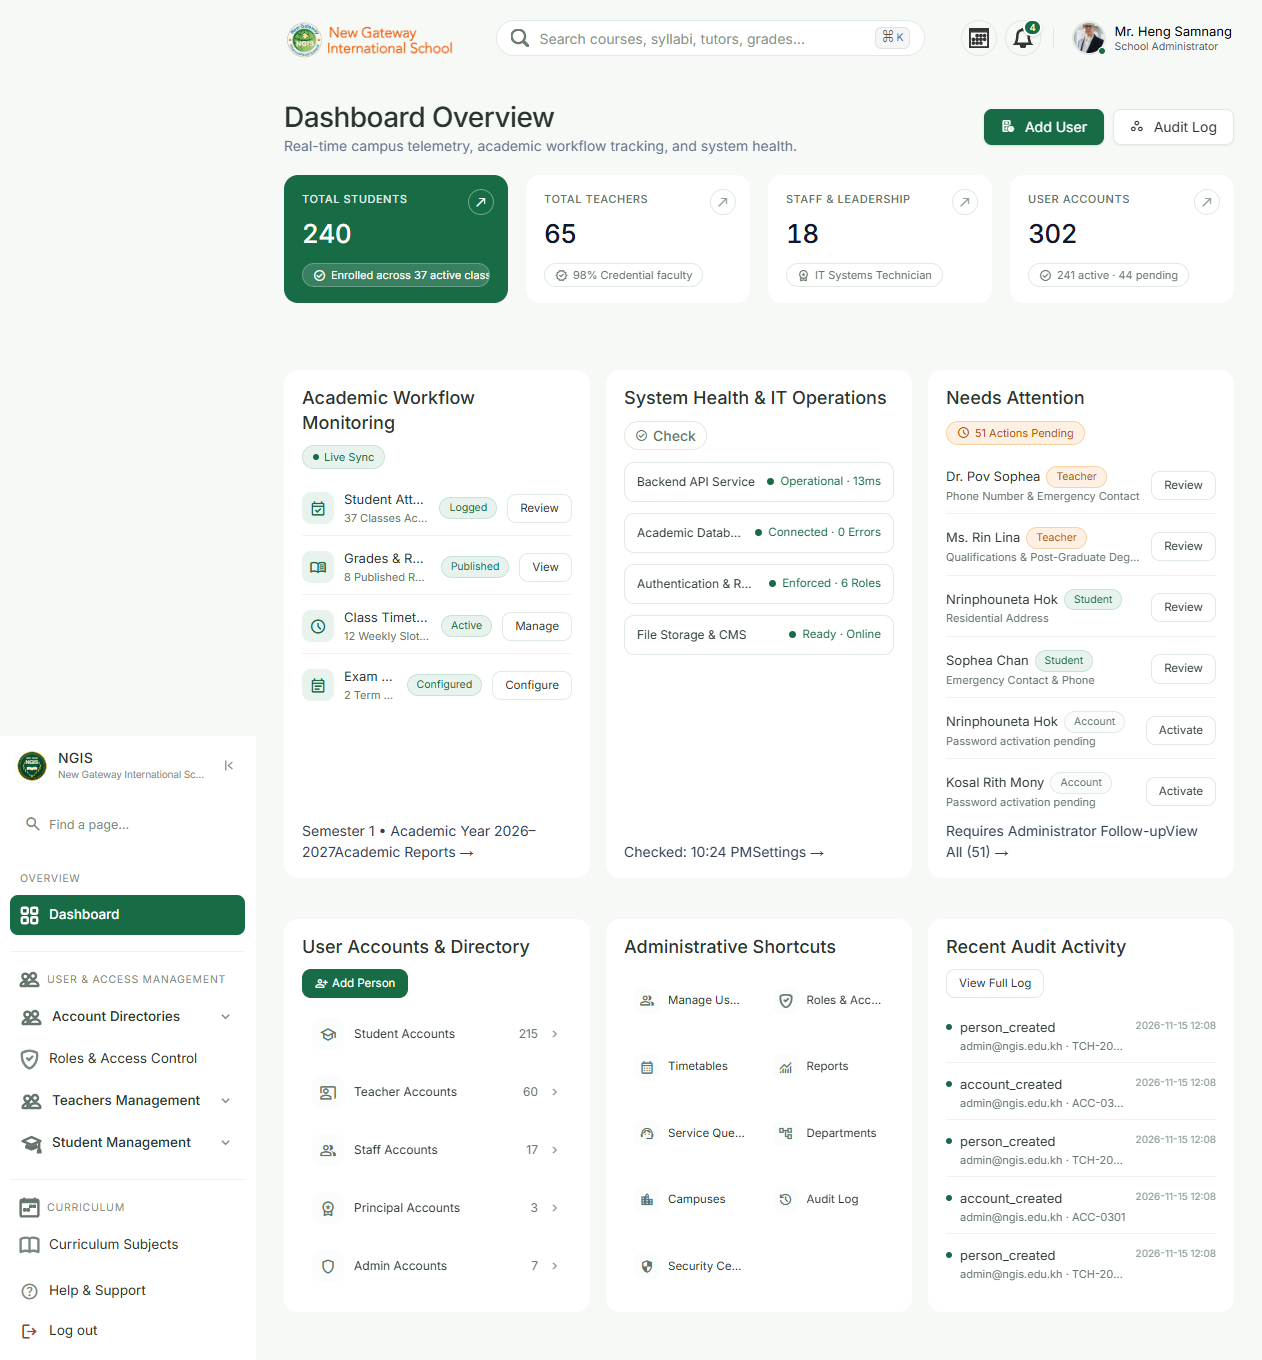 New Gateway
International School
Search courses, syllabi, tutors, grades...
⌘ K
4
Mr. Heng Samnang
School Administrator
Dashboard Overview
Real-time campus telemetry, academic workflow tracking, and system health.
Add User
Audit Log
TOTAL STUDENTS
240
Enrolled across 37 active class
TOTAL TEACHERS
65
98% Credential faculty
STAFF & LEADERSHIP
18
IT Systems Technician
USER ACCOUNTS
302
241 active · 44 pending
Academic Workflow
Monitoring
Live Sync
Student Att...
37 Classes Ac...
Logged
Review
Grades & R...
8 Published R...
Published
View
Class Timet...
12 Weekly Slot...
Active
Manage
Exam ...
2 Term ...
Configured
Configure
Semester 1 • Academic Year 2026–
2027Academic Reports →
System Health & IT Operations
Check
Backend API Service
Operational · 13ms
Academic Datab...
Connected · 0 Errors
Authentication & R...
Enforced · 6 Roles
File Storage & CMS
Ready · Online
Checked: 10:24 PMSettings →
Needs Attention
51 Actions Pending
Dr. Pov Sophea
Teacher
Phone Number & Emergency Contact
Review
Ms. Rin Lina
Teacher
Qualifications & Post-Graduate Deg...
Review
Nrinphouneta Hok
Student
Residential Address
Review
Sophea Chan
Student
Emergency Contact & Phone
Review
Nrinphouneta Hok
Account
Password activation pending
Activate
Kosal Rith Mony
Account
Password activation pending
Activate
Requires Administrator Follow-upView
All (51) →
NGIS
New Gateway International Sc...
Find a page...
OVERVIEW
Dashboard
USER & ACCESS MANAGEMENT
Account Directories
Roles & Access Control
Teachers Management
Student Management
CURRICULUM
Curriculum Subjects
Help & Support
Log out
User Accounts & Directory
Add Person
Student Accounts
215
Teacher Accounts
60
Staff Accounts
17
Principal Accounts
3
Admin Accounts
7
Administrative Shortcuts
Manage Us...
Roles & Acc...
Timetables
Reports
Service Que...
Departments
Campuses
Audit Log
Security Ce...
Recent Audit Activity
View Full Log
person_created
2026-11-15 12:08
admin@ngis.edu.kh · TCH-20...
account_created
2026-11-15 12:08
admin@ngis.edu.kh · ACC-03...
person_created
2026-11-15 12:08
admin@ngis.edu.kh · TCH-20...
account_created
2026-11-15 12:08
admin@ngis.edu.kh · ACC-0301
person_created
2026-11-15 12:08
admin@ngis.edu.kh · TCH-20...